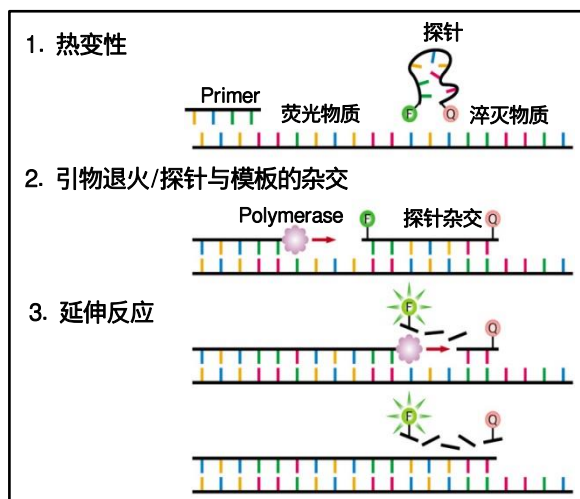 1. 热变性
探针
Primer
荧光物质
F
Q
淬灭物质
2. 引物退火/探针与模板的杂交
Polymerase
F
探针杂交
Q
3. 延伸反应
F
Q
F
Q